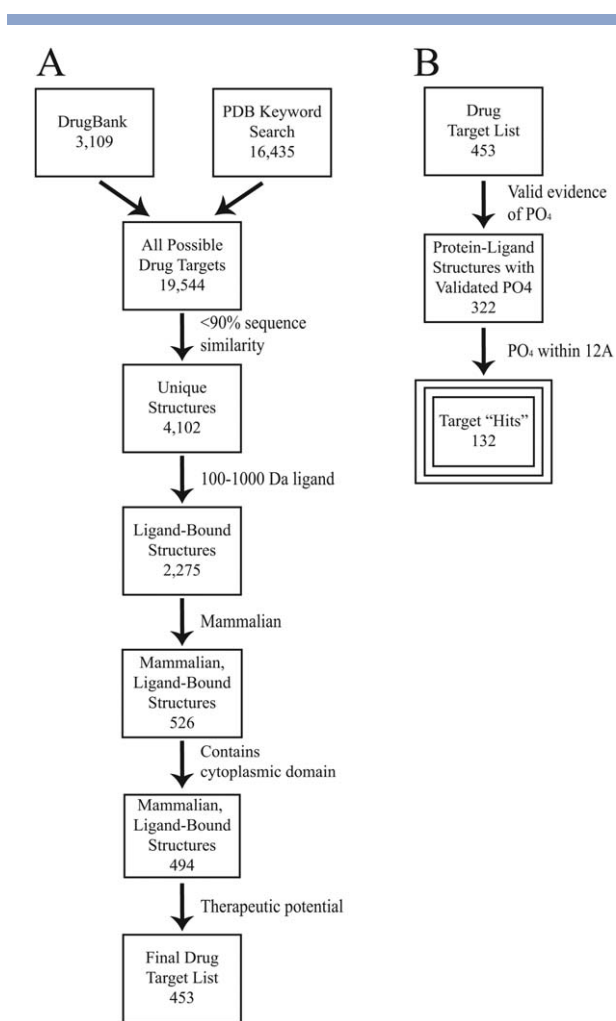 A
DrugBank
3,109
PDB Keyword
Search
16,435
All Possible
Drug Targets
19,544
<90% sequence
similarity
Unique
Structures
4,102
100-1000 Da ligand
Ligand-Bound
Structures
2,275
Mammalian
Mammalian,
Ligand-Bound
Structures
526
Contains
cytoplasmic domain
Mammalian,
Ligand-Bound
Structures
494
Therapeutic potential
Final Drug
Target List
453
B
Drug
Target List
453
Valid evidence
of PO₄
Protein-Ligand
Structures with
Validated PO4
322
PO₄ within 12A
Target “Hits”
132